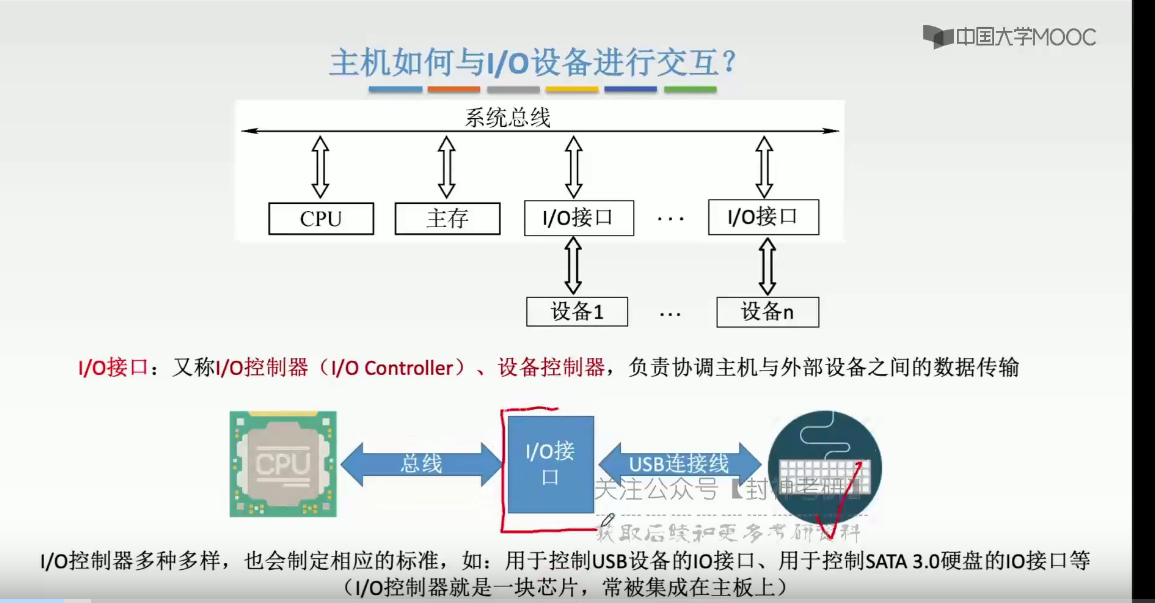 中国大学MOOC
主机如何与I/O设备进行交互？
系统总线
CPU 主存 I/O接口 ··· I/O接口
设备1 ··· 设备n
I/O接口：又称I/O控制器（I/O Controller）、设备控制器，负责协调主机与外部设备之间的数据传输
CPU 总线 I/O接 USB连接线
口
关注公众号【封神考研】
获取后续和更多考研资料
I/O控制器多种多样，也会制定相应的标准，如：用于控制USB设备的IO接口、用于控制SATA 3.0硬盘的IO接口等
（I/O控制器就是一块芯片，常被集成在主板上）